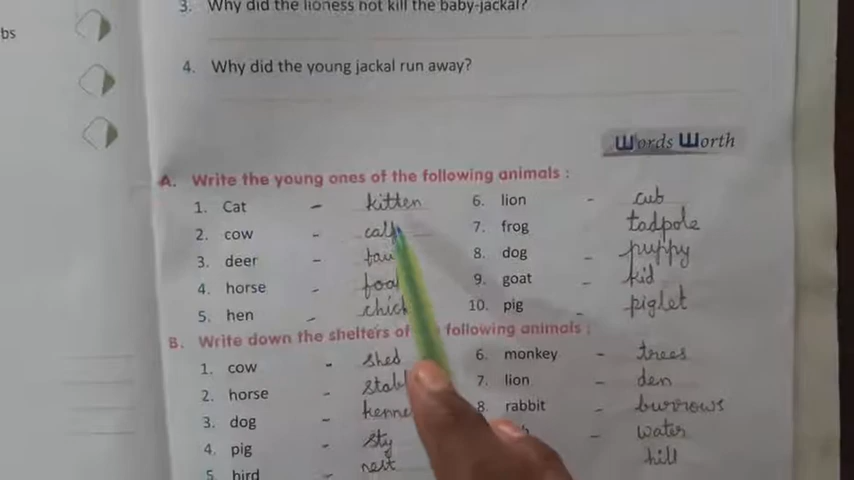 bs
3. Why did the lioness not kill the baby-jackal?
4. Why did the young jackal run away?
Words Worth
A. Write the young ones of the following animals :
1. Cat - kitten 6. lion - cub
2. cow - calf 7. frog tadpole
3. deer - 8. dog - puppy
4. horse - 9. goat - kid
5. hen - chick 10. pig - piglet
B. Write down the shelters of following animals :
1. cow - shed 6. monkey - trees
2. horse - 7. lion - den
3. dog - 8. rabbit - burrows
4. pig - sty - water
5. bird - nest hill